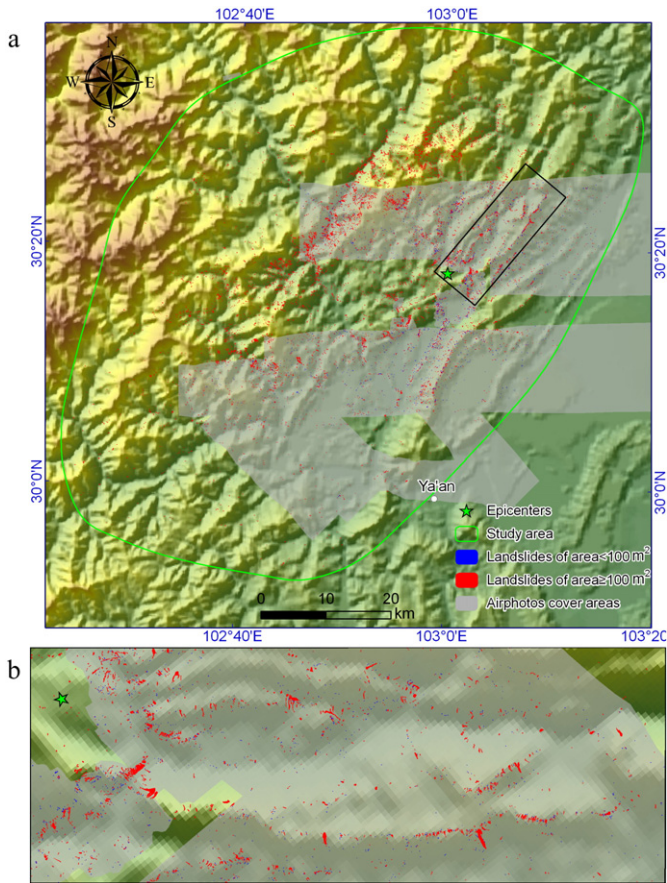 102°40'E
103°0'E
a
N
W
E
S
30°20'N
30°20'N
30°0'N
30°0'N
Ya'an
Epicenters
Study area
Landslides of area<100 m²
Landslides of area≥100 m²
Airphotos cover areas
0 10 20
km
102°40'E
103°0'E
103°20'E
b